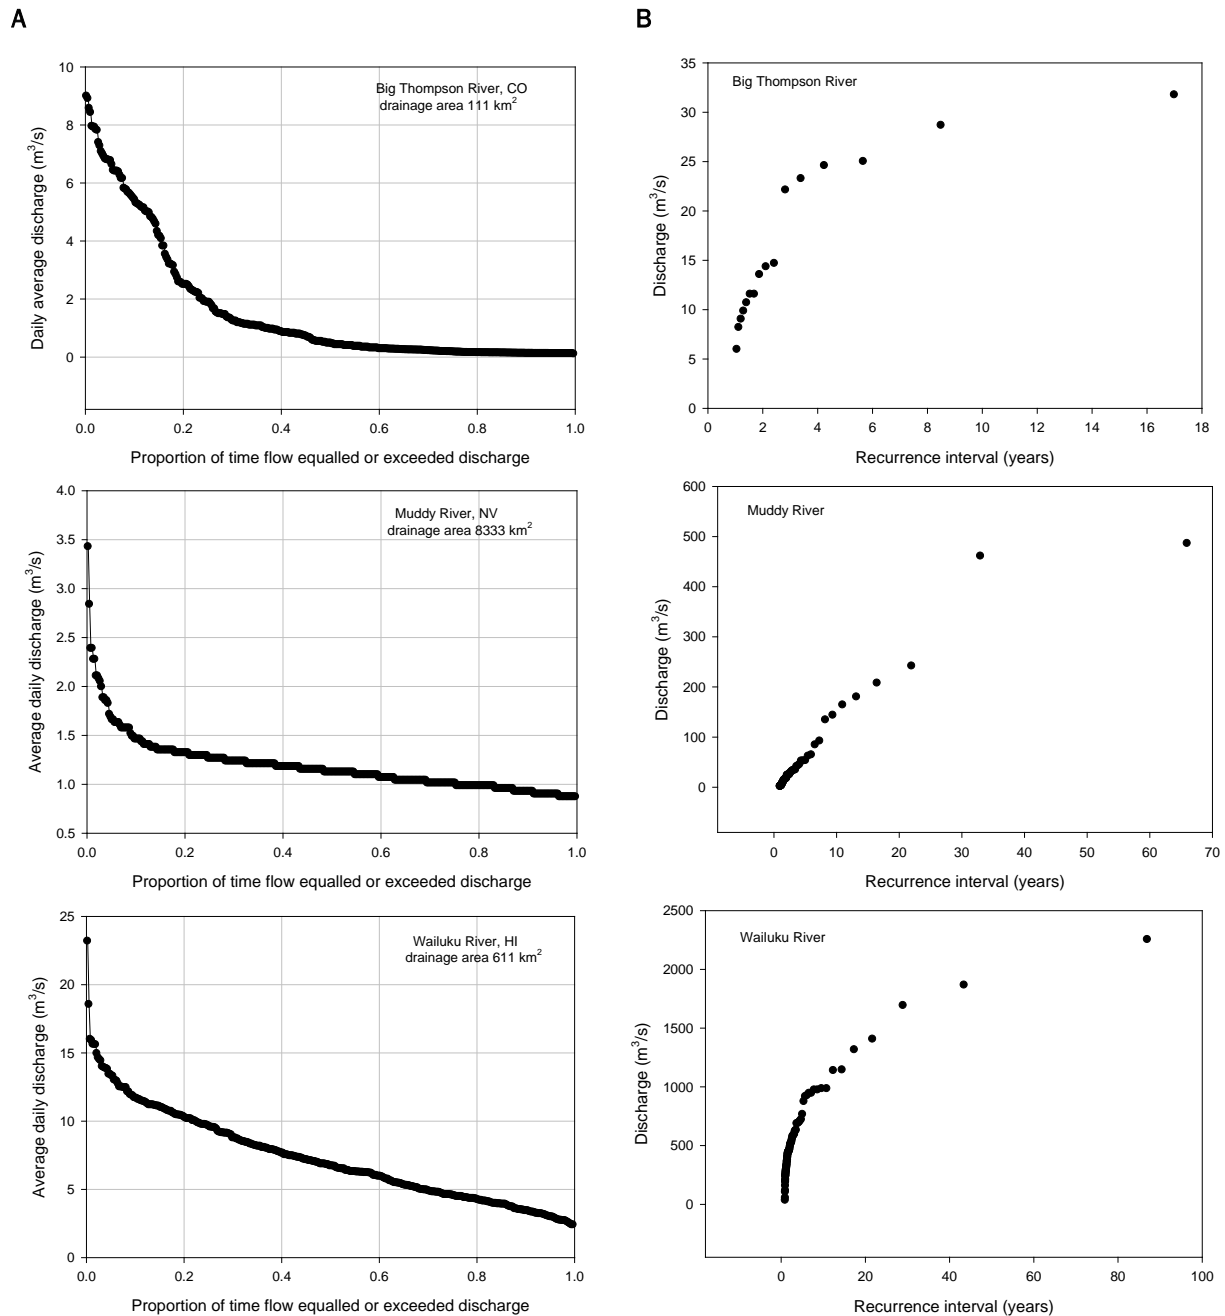 A
B
Big Thompson River, CO
drainage area 111 km²
10
8
6
4
2
0
0.0 0.2 0.4 0.6 0.8 1.0
Daily average discharge (m³/s)
Proportion of time flow equalled or exceeded discharge
Big Thompson River
35
30
25
20
15
10
5
0
0 2 4 6 8 10 12 14 16 18
Discharge (m³/s)
Recurrence interval (years)
Muddy River, NV
drainage area 8333 km²
4.0
3.5
3.0
2.5
2.0
1.5
1.0
0.5
0.0 0.2 0.4 0.6 0.8 1.0
Average daily discharge (m³/s)
Proportion of time flow equalled or exceeded discharge
Muddy River
600
500
400
300
200
100
0
0 10 20 30 40 50 60 70
Discharge (m³/s)
Recurrence interval (years)
Wailuku River, HI
drainage area 611 km²
25
20
15
10
5
0
0.0 0.2 0.4 0.6 0.8 1.0
Average daily discharge (m³/s)
Proportion of time flow equalled or exceeded discharge
Wailuku River
2500
2000
1500
1000
500
0
0 20 40 60 80 100
Discharge (m³/s)
Recurrence interval (years)